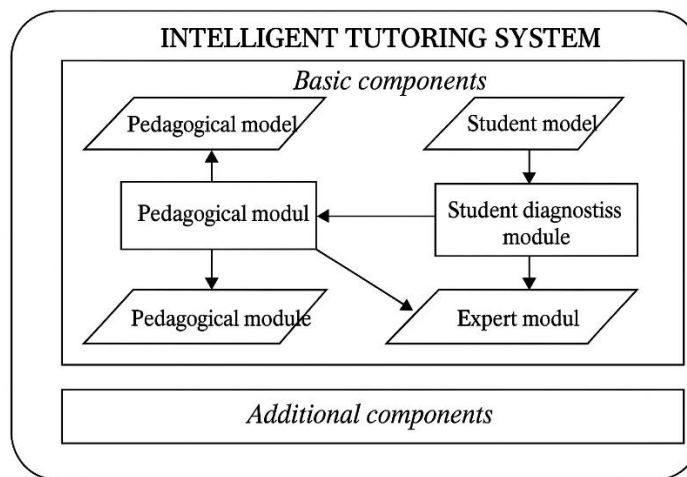 INTELLIGENT TUTORING SYSTEM
Basic components
Pedagogical model
Student model
Pedagogical modul
Student diagnostiss
module
Pedagogical module
Expert modul
Additional components